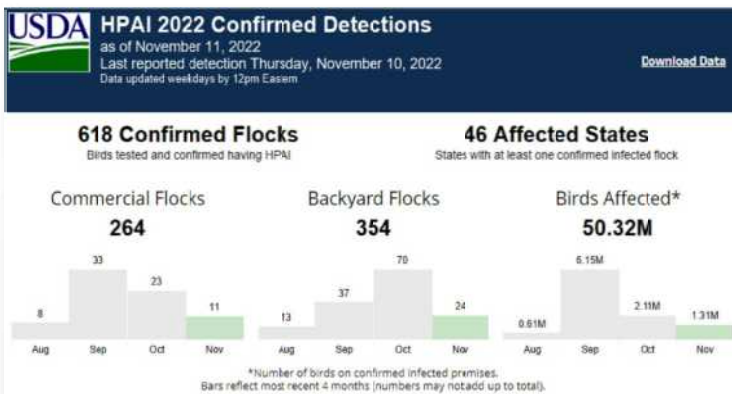 USDA
HPAI 2022 Confirmed Detections
as of November 11, 2022
Last reported detection Thursday, November 10, 2022
Data updated weekdays by 12pm Eastern
Download Data
618 Confirmed Flocks
Birds tested and confirmed having HPAI
46 Affected States
States with at least one confirmed infected flock
Commercial Flocks
264
8
33
23
11
Aug Sep Oct Nov
Backyard Flocks
354
13
37
70
24
Aug Sep Oct Nov
Birds Affected*
50.32M
0.61M
6.15M
2.11M
1.31M
Aug Sep Oct Nov
*Number of birds on confirmed infected premises.
Bars reflect most recent 4 months (numbers may not add up to total).